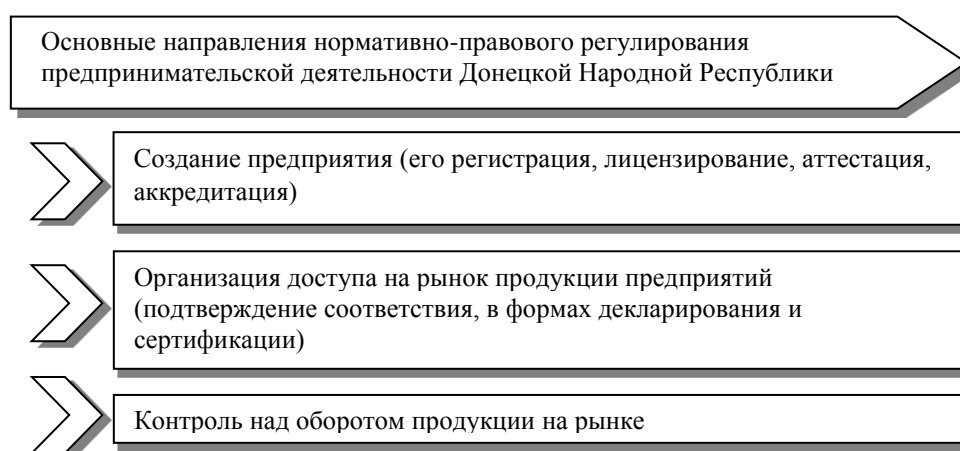 Основные направления нормативно-правового регулирования
предпринимательской деятельности Донецкой Народной Республики
Создание предприятия (его регистрация, лицензирование, аттестация,
аккредитация)
Организация доступа на рынок продукции предприятий
(подтверждение соответствия, в формах декларирования и
сертификации)
Контроль над оборотом продукции на рынке